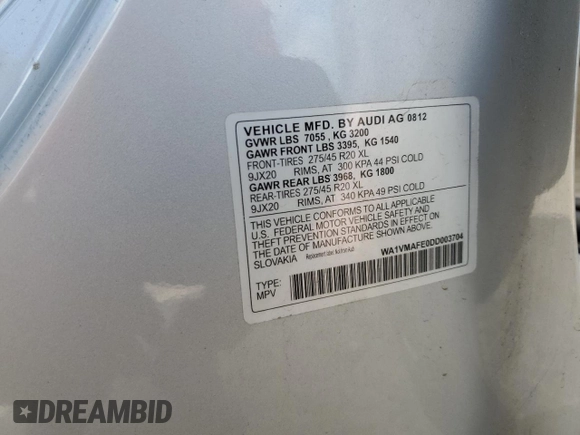 VEHICLE MFD. BY AUDI AG 0812
GVWR LBS 7055 , KG 3200
GAWR FRONT LBS 3395, KG 1540
FRONT-TIRES 275/45 R20 XL
9JX20 RIMS, AT 300 KPA 44 PSI COLD
GAWR REAR LBS 3968, KG 1800
REAR-TIRES 275/45 R20 XL
9JX20 RIMS, AT 340 KPA 49 PSI COLD
THIS VEHICLE CONFORMS TO ALL APPLICABLE
U.S. FEDERAL MOTOR VEHICLE SAFETY AND
THEFT PREVENTION STANDARDS IN EFFECT ON
THE DATE OF MANUFACTURE SHOWN ABOVE.
SLOVAKIA Replacement label
WA1VMAFE0DD003704
TYPE:
MPV
DREAMBID